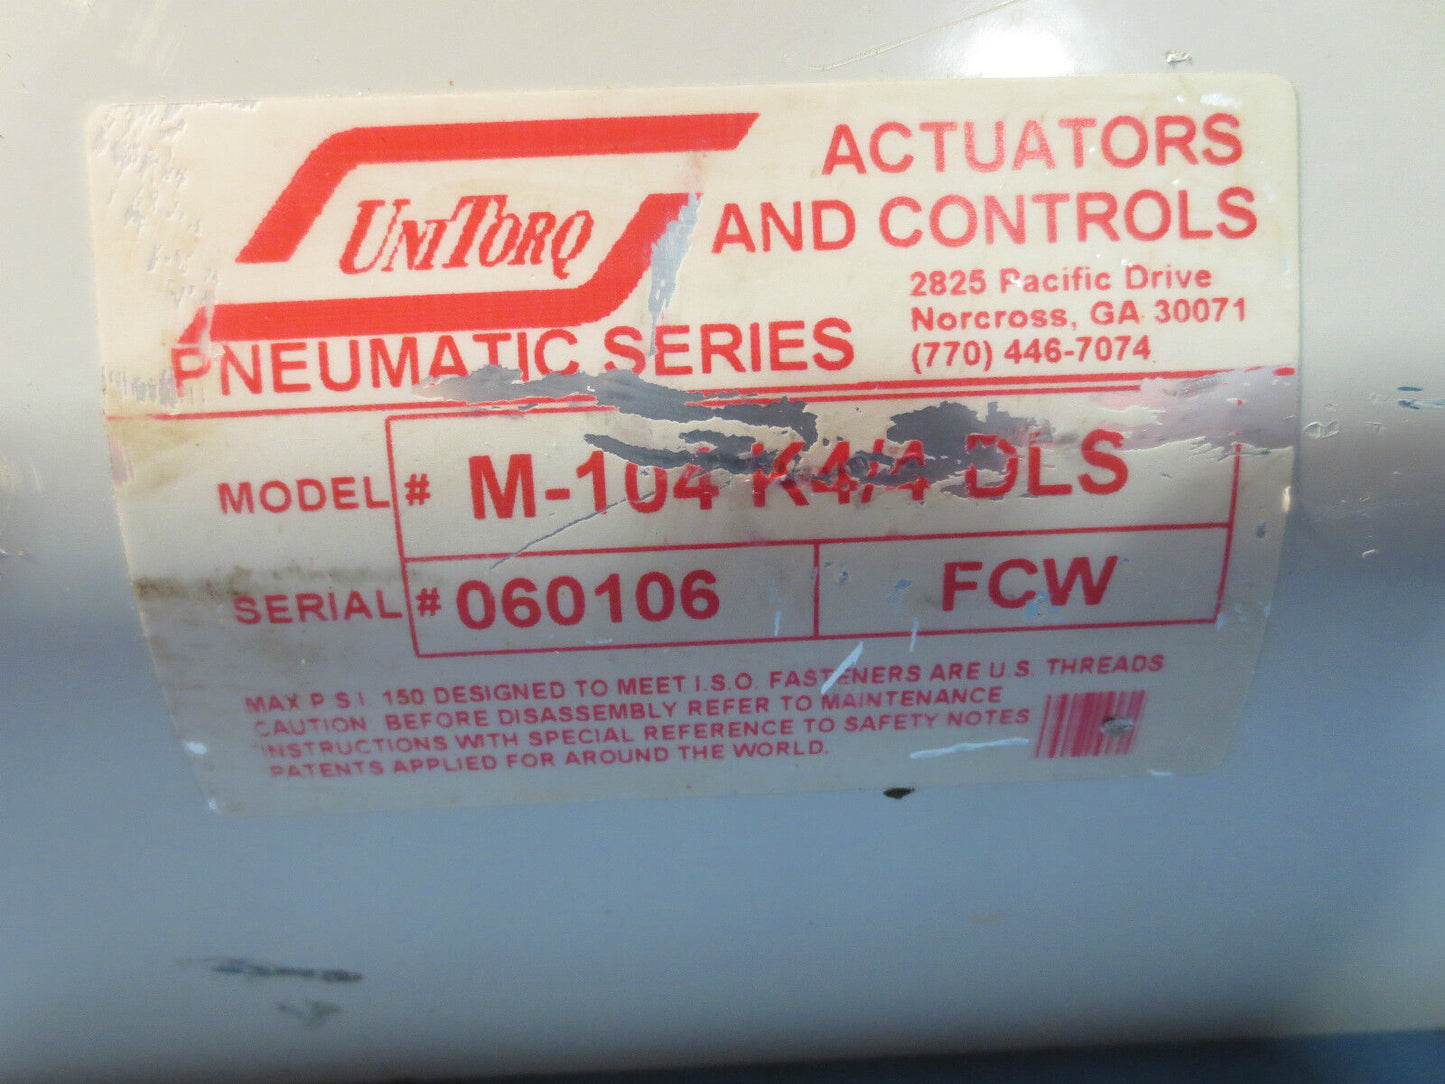 UNITORQ
ACTUATORS
AND CONTROLS
2825 Pacific Drive
Norcross, GA 30071
(770) 446-7074
PNEUMATIC SERIES
MODEL # M-104 K4/4 DLS
SERIAL # 060106 FCW
MAX P S.I. 150 DESIGNED TO MEET I.S.O. FASTENERS ARE U.S. THREADS
CAUTION BEFORE DISASSEMBLY REFER TO MAINTENANCE
INSTRUCTIONS WITH SPECIAL REFERENCE TO SAFETY NOTES
PATENTS APPLIED FOR AROUND THE WORLD.